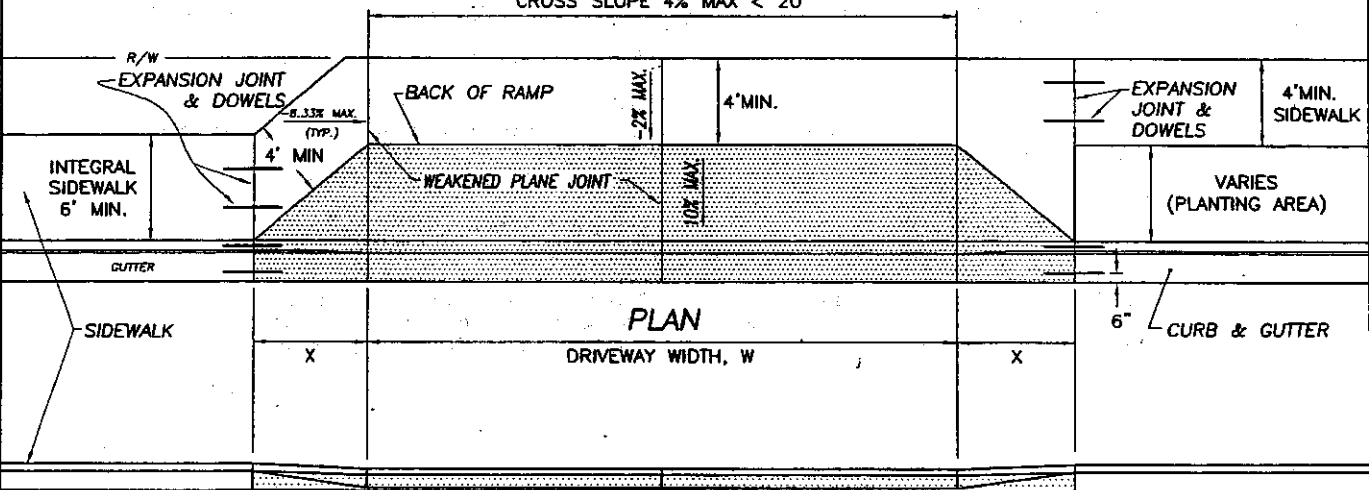 CROSS SLOPE 4% MAX < 20'
R/W
EXPANSION JOINT
& DOWELS
8.33% MAX.
(TYP.)
BACK OF RAMP
-2% MAX.
4'MIN.
EXPANSION
JOINT &
DOWELS
4'MIN.
SIDEWALK
INTEGRAL
SIDEWALK
6' MIN.
4' MIN
WEAKENED PLANE JOINT
10% MAX
VARIES
(PLANTING AREA)
GUTTER
SIDEWALK
PLAN
6"
CURB & GUTTER
X
DRIVEWAY WIDTH, W
X